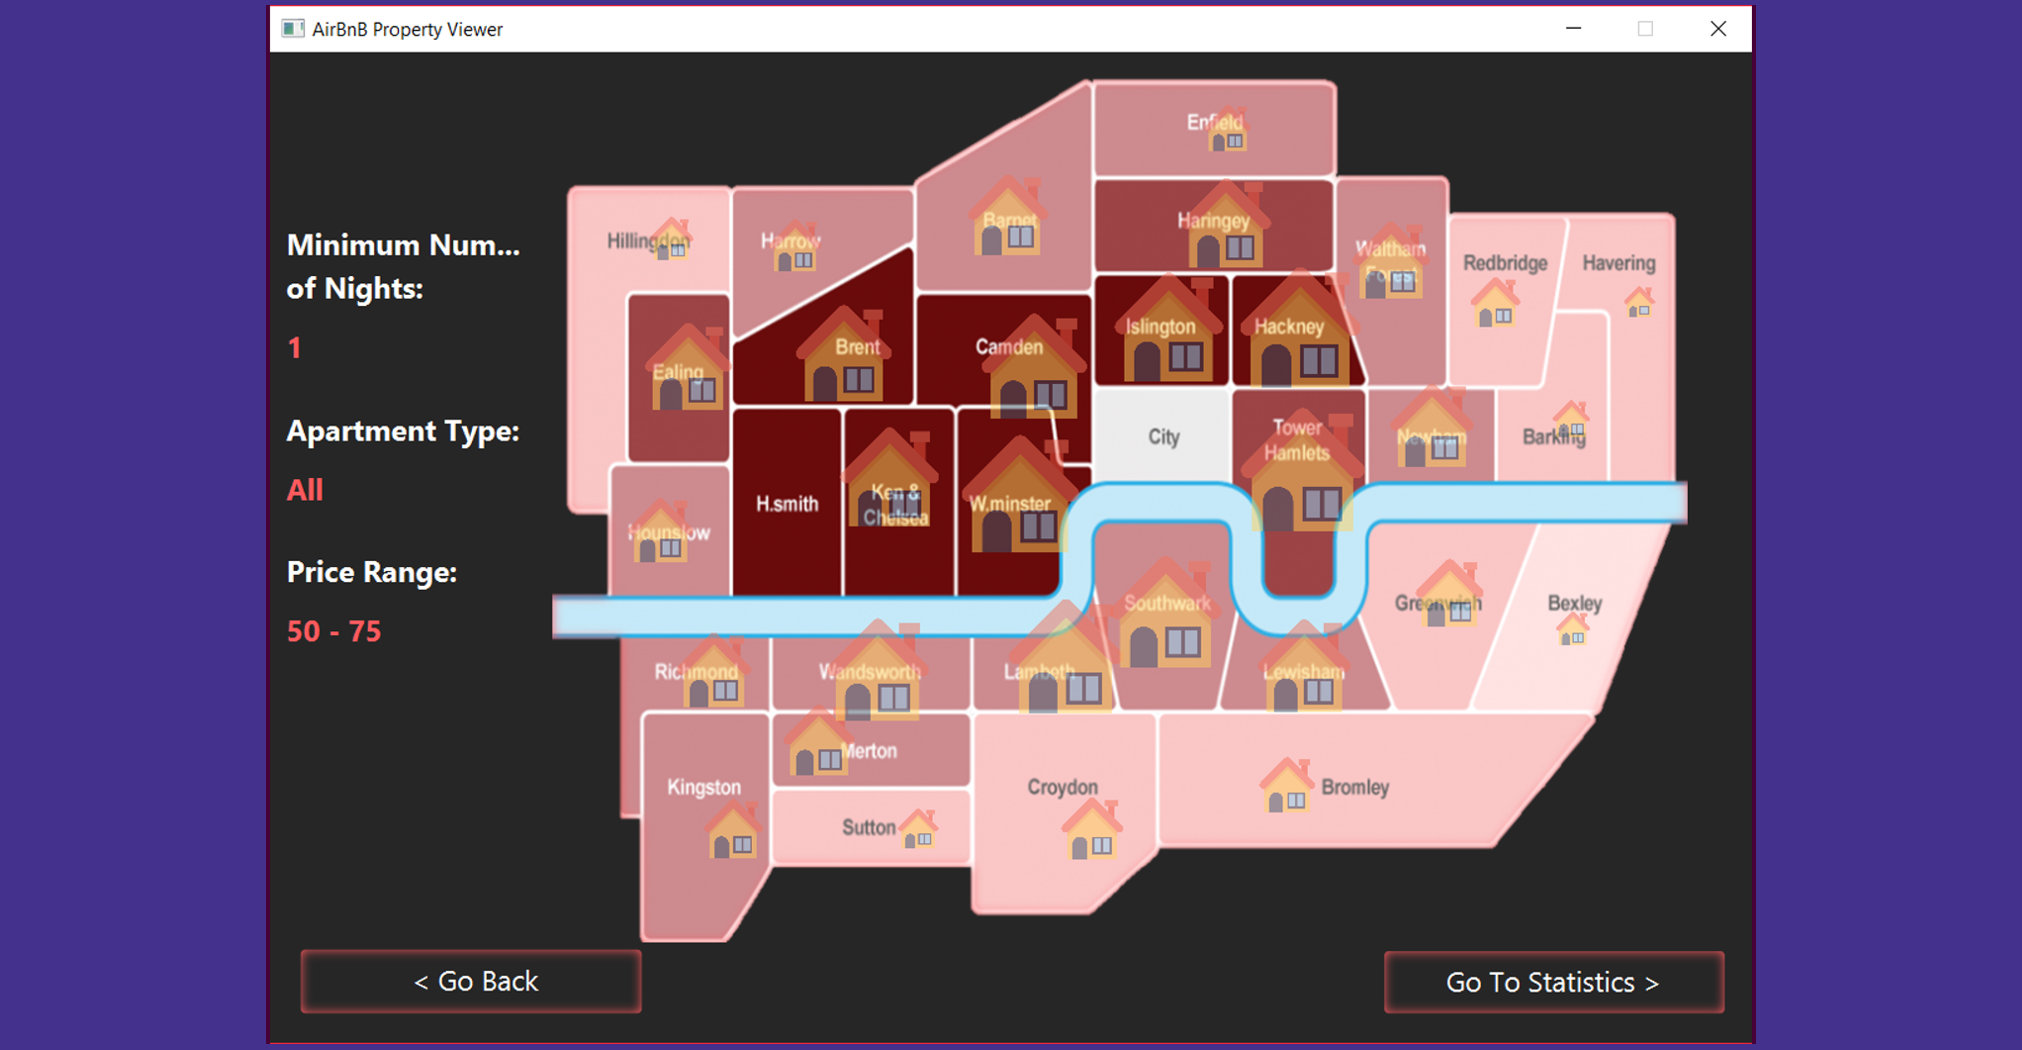 AirBnB Property Viewer
Minimum Num...
of Nights:
1
Apartment Type:
All
Price Range:
50 - 75
Enfield
Haringey
Barnet
Hillingdon
Harrow
Waltham
Forest
Redbridge
Havering
Islington
Hackney
Brent
Camden
Ealing
City
Tower
Hamlets
Newham
Barking
H.smith
Ken &
Chelsea
W.minster
Hounslow
Southwark
Greenwich
Bexley
Richmond
Wandsworth
Lambeth
Lewisham
Merton
Kingston
Croydon
Bromley
Sutton
< Go Back
Go To Statistics >